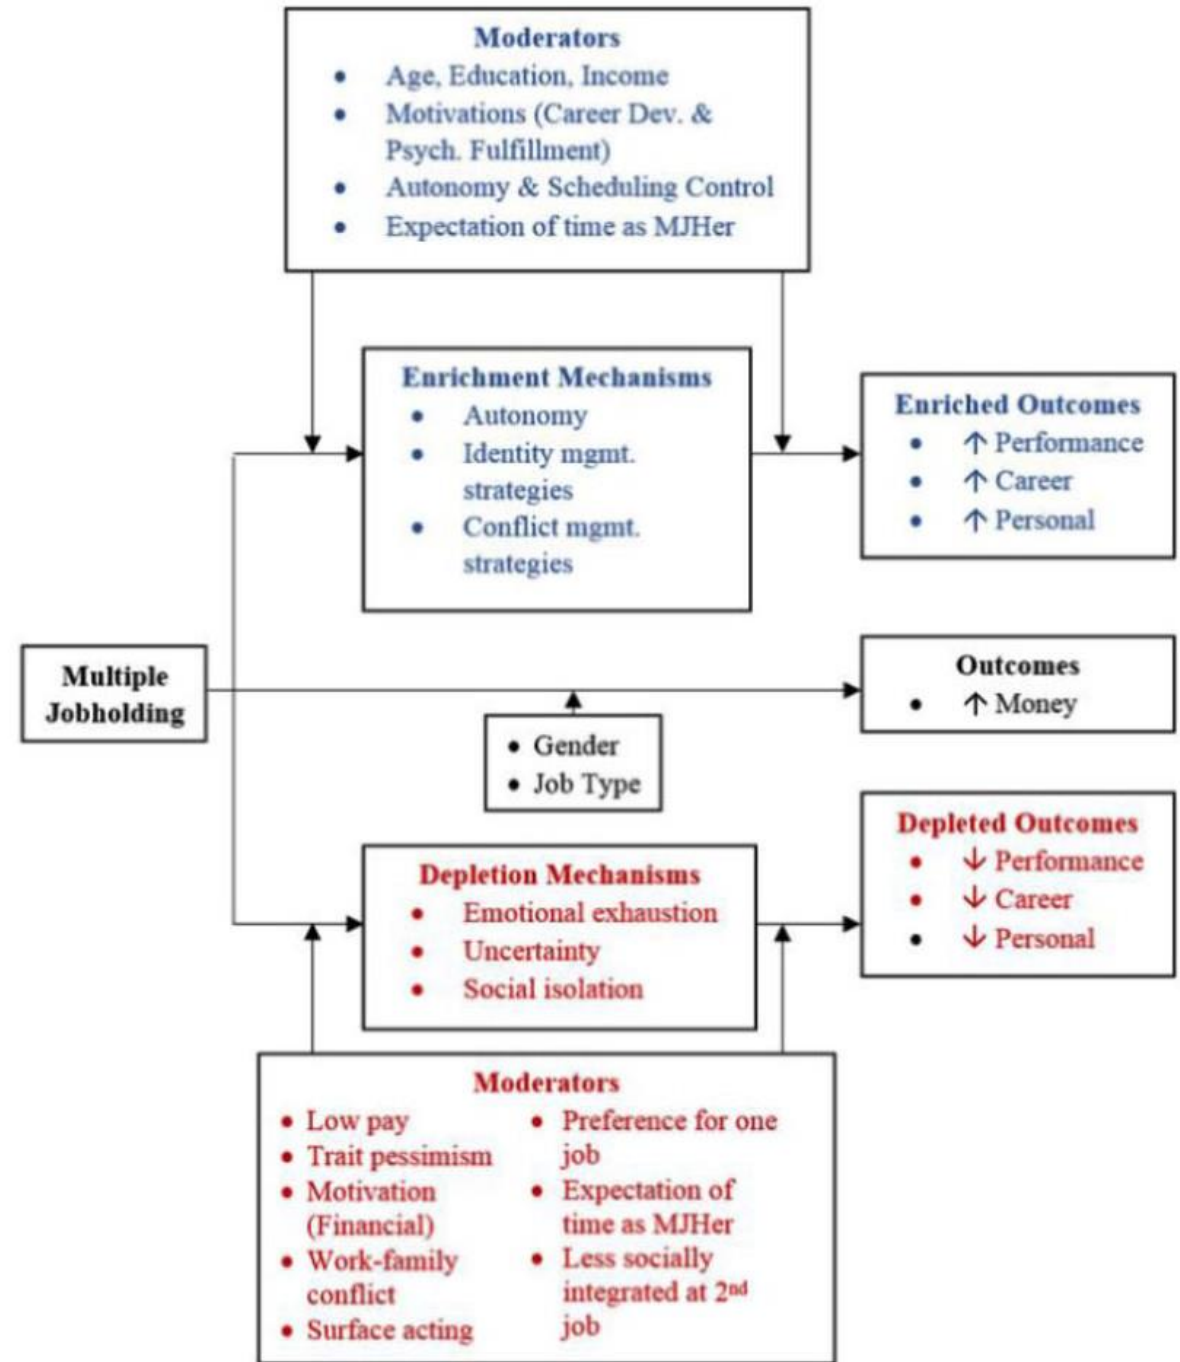 Moderators
• Age, Education, Income
• Motivations (Career Dev. &
Psych. Fulfillment)
• Autonomy & Scheduling Control
• Expectation of time as MJHer
Enrichment Mechanisms
• Autonomy
• Identity mgmt.
strategies
• Conflict mgmt.
strategies
Enriched Outcomes
• ↑ Performance
• ↑ Career
• ↑ Personal
Multiple
Jobholding
Outcomes
• ↑ Money
• Gender
• Job Type
Depletion Mechanisms
• Emotional exhaustion
• Uncertainty
• Social isolation
Depleted Outcomes
• ↓ Performance
• ↓ Career
• ↓ Personal
Moderators
• Low pay
• Trait pessimism
• Motivation
(Financial)
• Work-family
conflict
• Surface acting
• Preference for one
job
• Expectation of
time as MJHer
• Less socially
integrated at 2nd
job